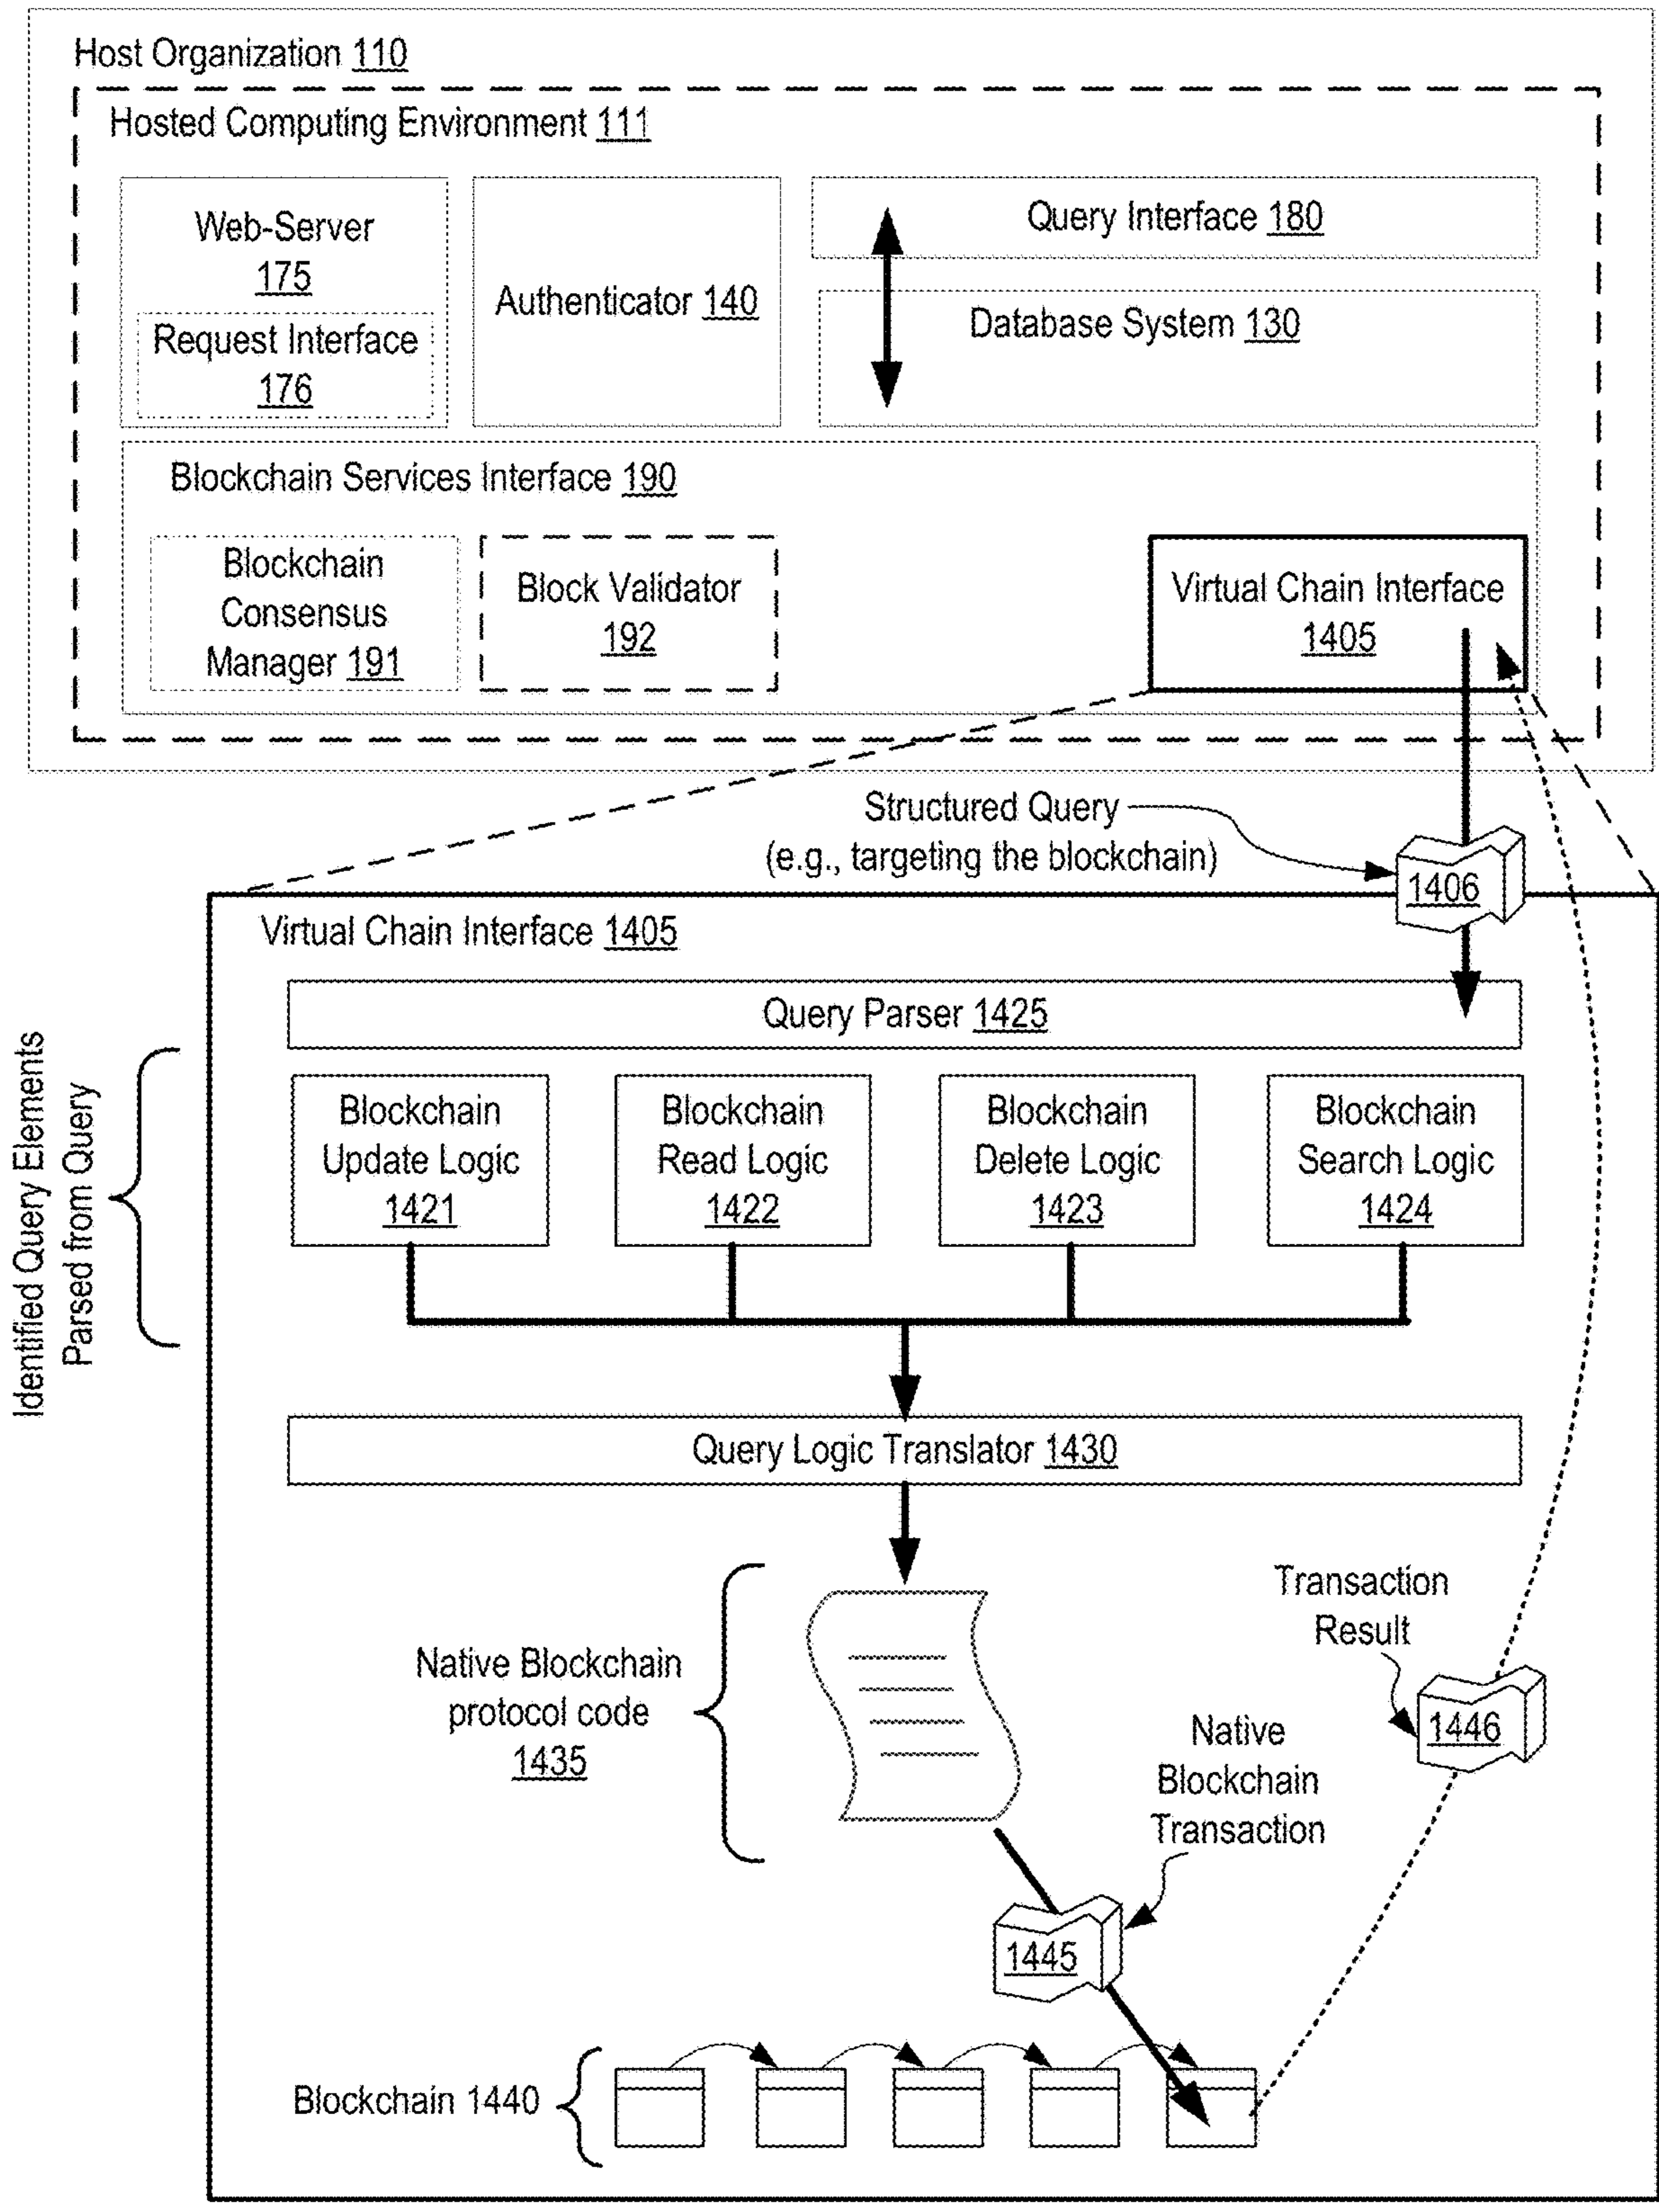 Host Organization 110
Hosted Computing Environment 111
Web-Server
175
Request Interface
176
Authenticator 140
Query Interface 180
Database System 130
Blockchain Services Interface 190
Blockchain
Consensus
Manager 191
Block Validator
192
Virtual Chain Interface
1405
Structured Query
(e.g., targeting the blockchain)
1406
Virtual Chain Interface 1405
Query Parser 1425
Identified Query Elements
Parsed from Query
Blockchain
Update Logic
1421
Blockchain
Read Logic
1422
Blockchain
Delete Logic
1423
Blockchain
Search Logic
1424
Query Logic Translator 1430
Native Blockchain
protocol code
1435
Transaction
Result
1446
Native
Blockchain
Transaction
1445
Blockchain 1440